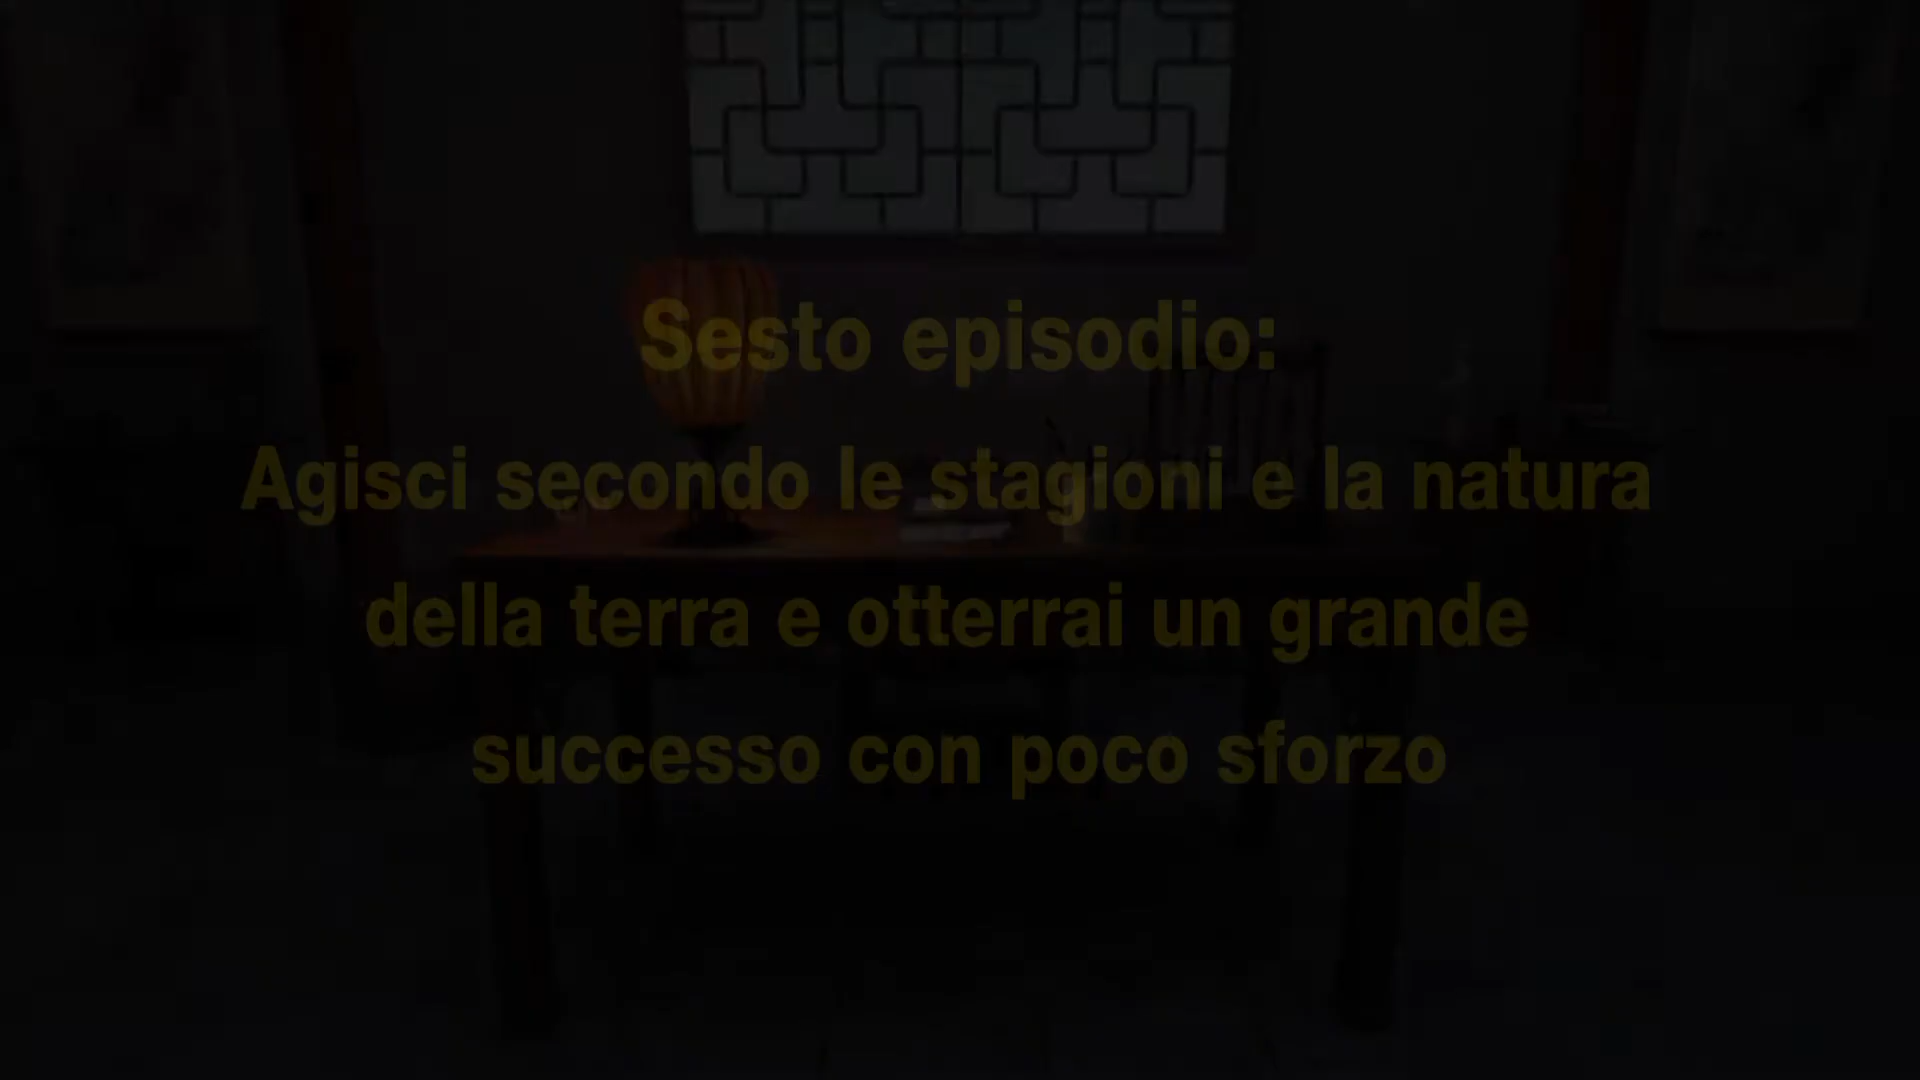 Sesto episodio:
Agisci secondo le stagioni e la natura
della terra e otterrai un grande
successo con poco sforzo